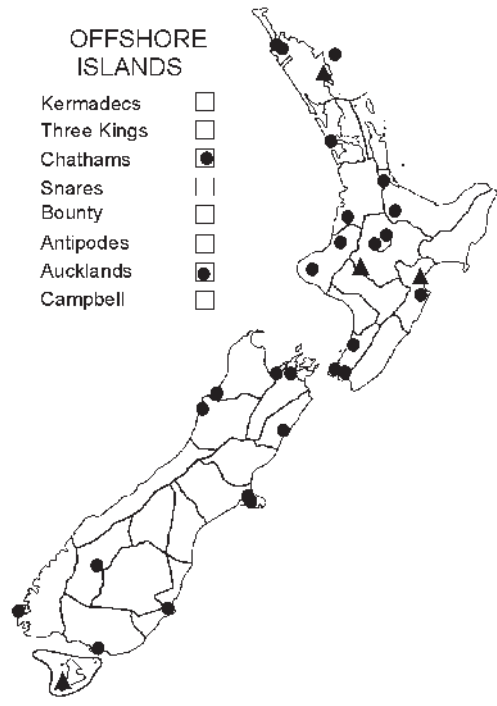 OFFSHORE
ISLANDS
Kermadecs
Three Kings
Chathams
Snares
Bounty
Antipodes
Aucklands
Campbell